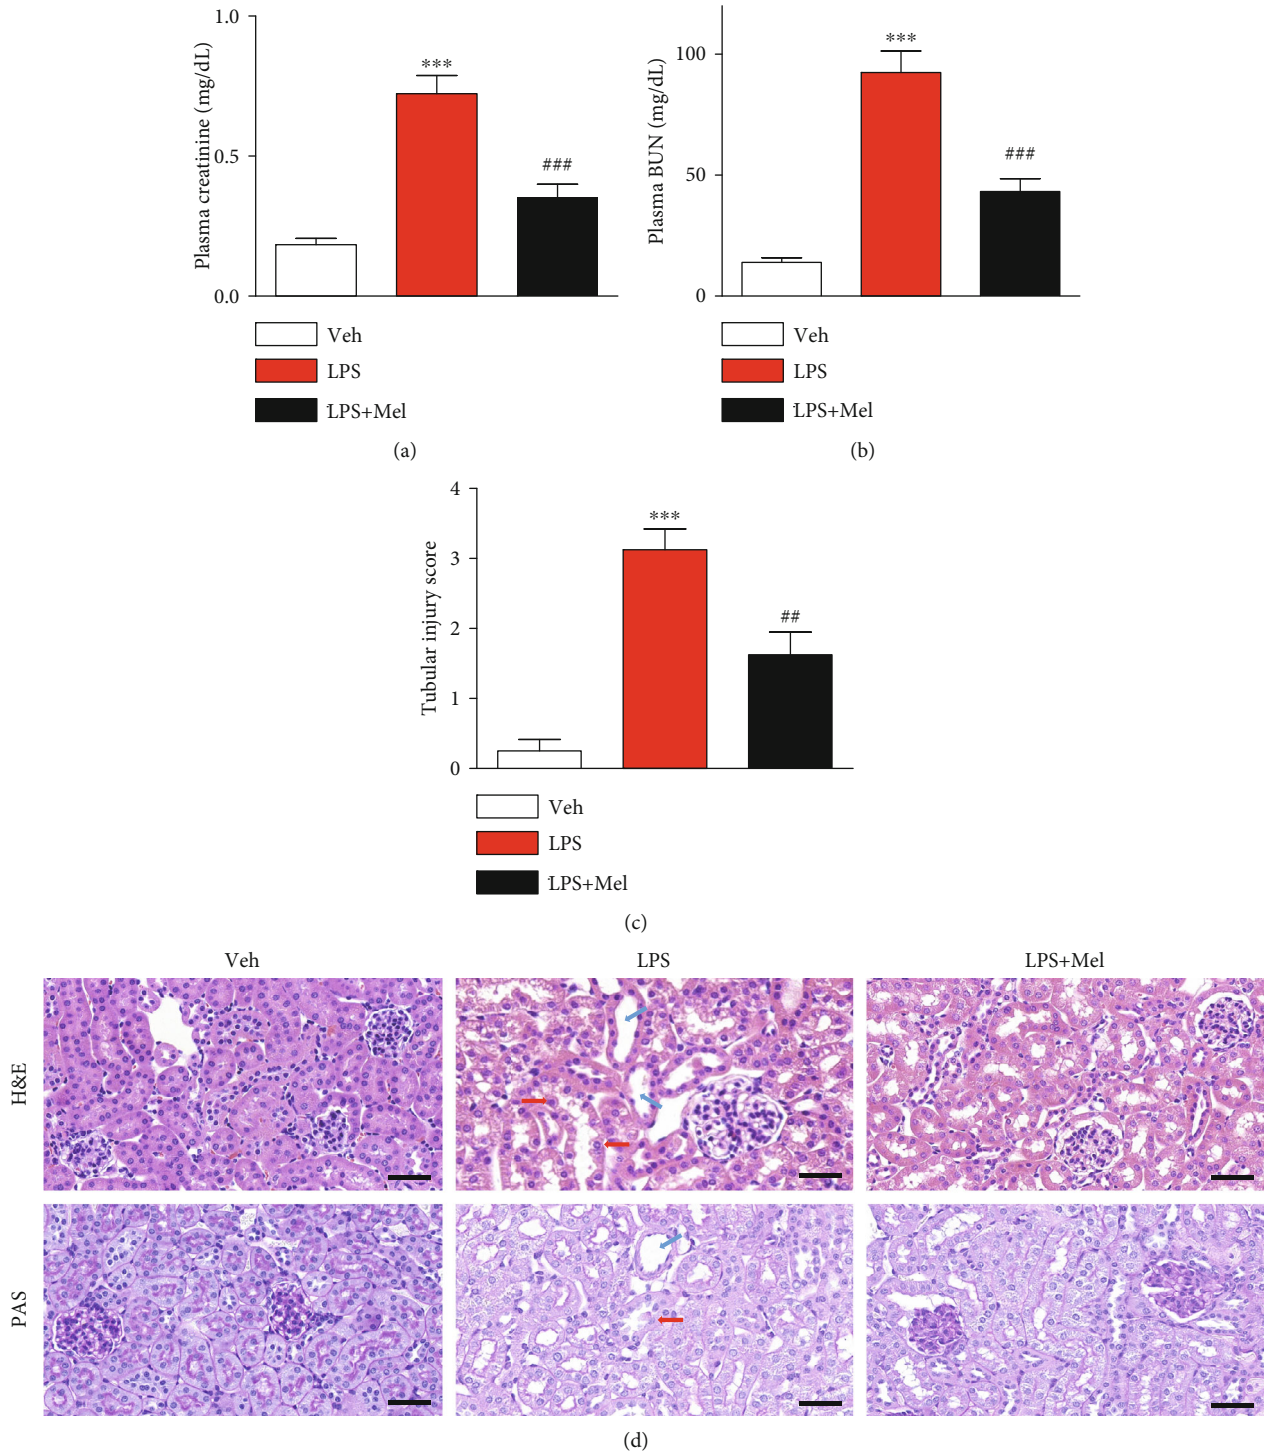 Plasma creatinine (mg/dL)
1.0
0.5
0.0
***
###
Veh
LPS
LPS+Mel
(a)
Plasma BUN (mg/dL)
100
50
0
***
###
Veh
LPS
LPS+Mel
(b)
Tubular injury score
4
3
2
1
0
***
##
Veh
LPS
LPS+Mel
(c)
Veh LPS LPS+Mel
H&E
PAS
(d)